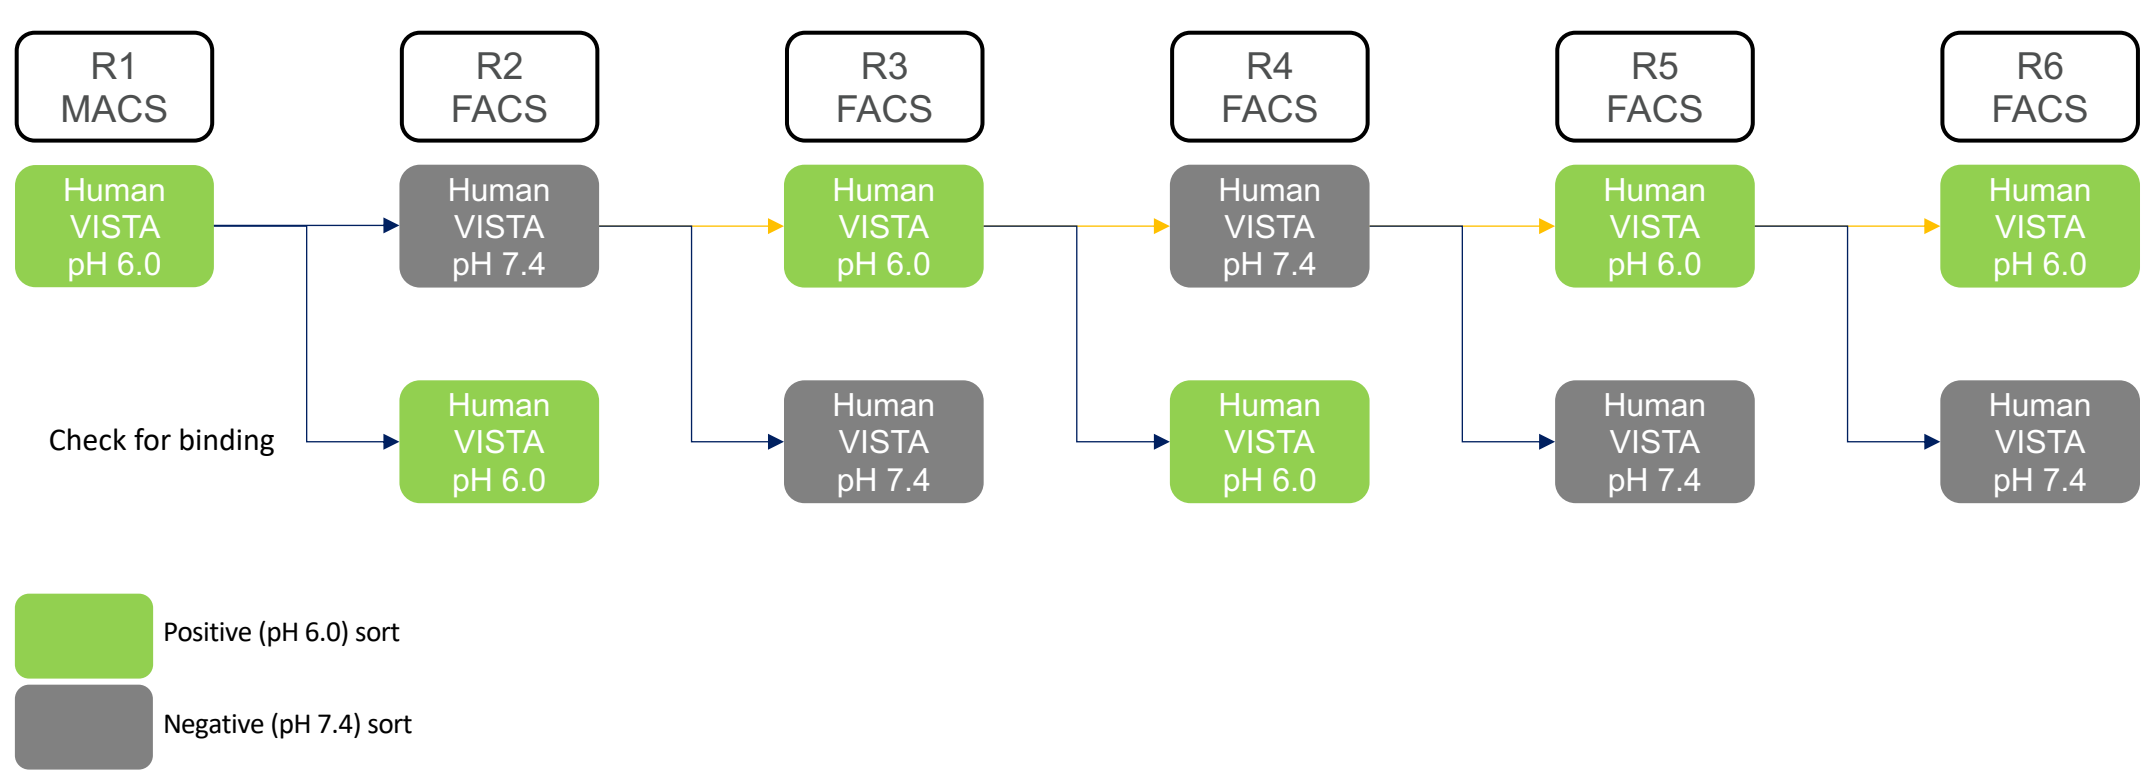 R1
MACS
R2
FACS
R3
FACS
R4
FACS
R5
FACS
R6
FACS
Human
VISTA
pH 6.0
Human
VISTA
pH 7.4
Human
VISTA
pH 6.0
Human
VISTA
pH 7.4
Human
VISTA
pH 6.0
Human
VISTA
pH 6.0
Check for binding
Human
VISTA
pH 6.0
Human
VISTA
pH 7.4
Human
VISTA
pH 6.0
Human
VISTA
pH 7.4
Human
VISTA
pH 7.4
Positive (pH 6.0) sort
Negative (pH 7.4) sort